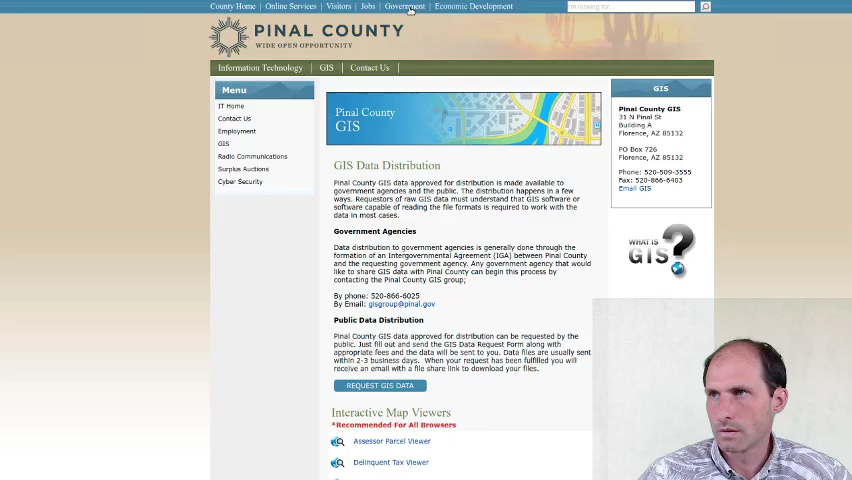 County Home | Online Services | Visitors | Jobs | Government | Economic Development
I'm looking for:
PINAL COUNTY
WIDE OPEN OPPORTUNITY
Information Technology | GIS | Contact Us |
Menu
IT Home
Contact Us
Employment
GIS
Radio Communications
Surplus Auctions
Cyber Security
Pinal County
GIS
GIS Data Distribution
Pinal County GIS data approved for distribution is made available to
government agencies and the public. The distribution happens in a few
ways. Requestors of raw GIS data must understand that GIS software or
software capable of reading the file formats is required to work with the
data in most cases.
Government Agencies
Data distribution to government agencies is generally done through the
formation of an Intergovernmental Agreement (IGA) between Pinal County
and the requesting government agency. Any government agency that would
like to share GIS data with Pinal County can begin this process by
contacting the Pinal County GIS group;
By phone: 520-866-6025
By Email: gisgroup@pinal.gov
Public Data Distribution
Pinal County GIS data approved for distribution can be requested by the
public. Just fill out and send the GIS Data Request Form along with
appropriate fees and the data will be sent to you. Data files are usually sent
within 2-3 business days. When your request has been fulfilled you will
receive an email with a file share link to download your files.
REQUEST GIS DATA
Interactive Map Viewers
*Recommended For All Browsers
Assessor Parcel Viewer
Delinquent Tax Viewer
GIS
Pinal County GIS
31 N Pinal St
Building A
Florence, AZ 85132
PO Box 726
Florence, AZ 85132
Phone: 520-509-3555
Fax: 520-866-6403
Email GIS
WHAT IS
GIS?